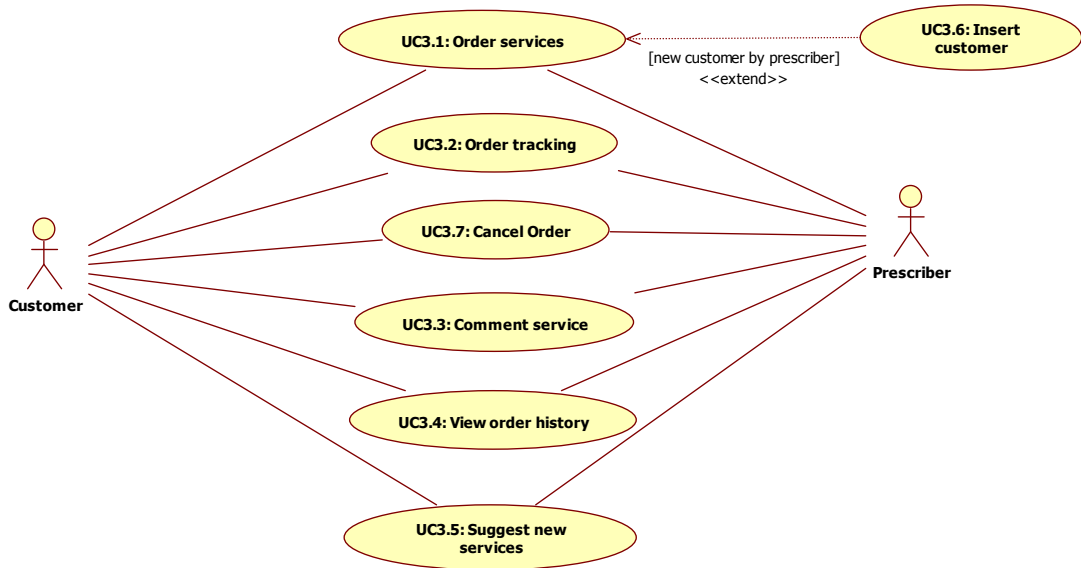 UC3.1: Order services
UC3.6: Insert
customer
[new customer by prescriber]
<<extend>>
UC3.2: Order tracking
UC3.7: Cancel Order
Customer
Prescriber
UC3.3: Comment service
UC3.4: View order history
UC3.5: Suggest new
services